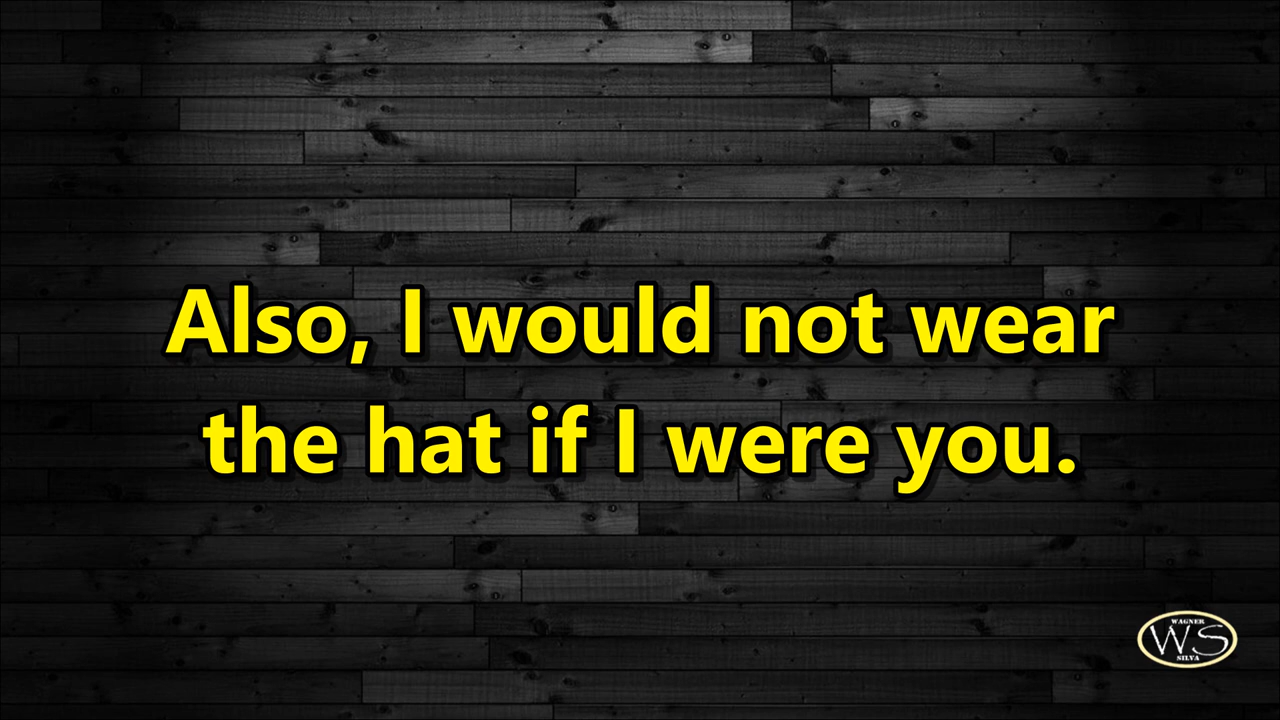 Also, I would not wear
the hat if I were you.
WAGNER
WS
SILVA